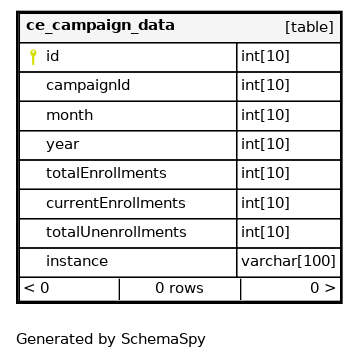 ce_campaign_data [table]
id int[10]
campaignId int[10]
month int[10]
year int[10]
totalEnrollments int[10]
currentEnrollments int[10]
totalUnenrollments int[10]
instance varchar[100]
< 0 0 rows 0 >
Generated by SchemaSpy